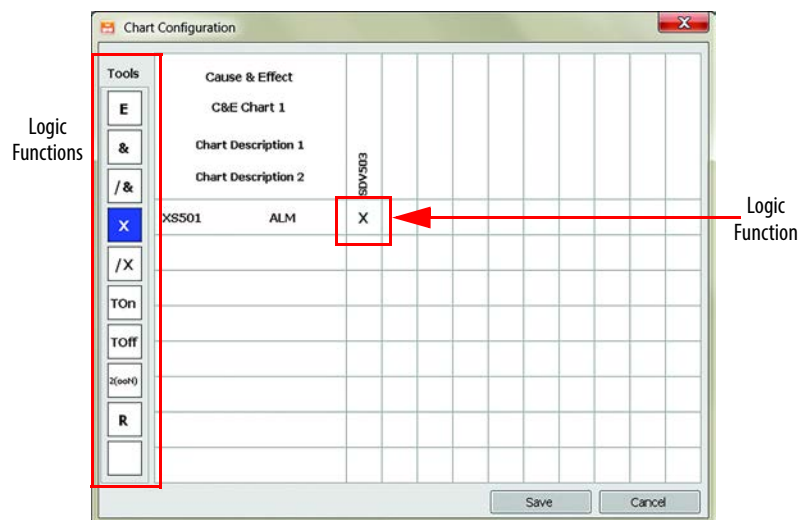 Chart Configuration
X
Tools
E
&
/&
X
/X
TOn
TOff
2(ooN)
R
Cause & Effect
C&E Chart 1
Chart Description 1
Chart Description 2
SDV503
XS501 ALM X
Save
Cancel
Logic
Functions
Logic
Function